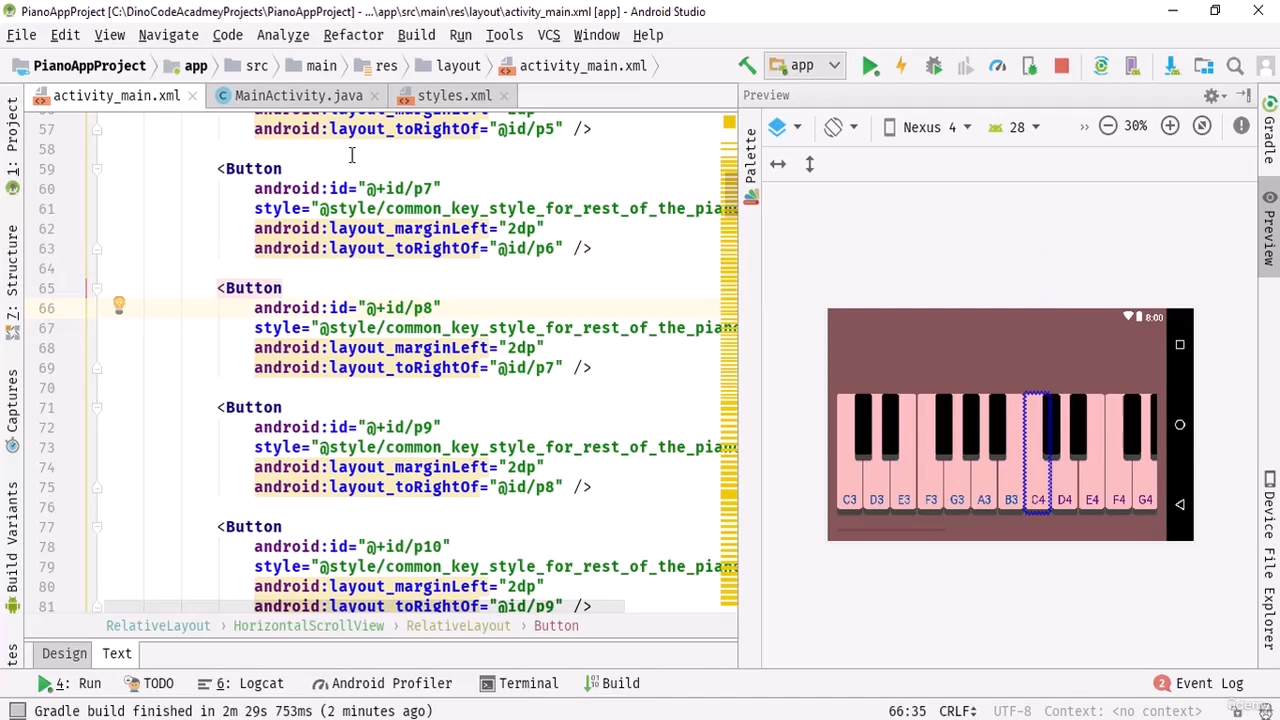 PianoAppProject [C:\DinoCodeAcadmeyProjects\PianoAppProject] - ...\app\src\main\res\layout\activity_main.xml [app] - Android Studio
File Edit View Navigate Code Analyze Refactor Build Run Tools VCS Window Help
PianoAppProject app src main res layout activity_main.xml app
activity_main.xml MainActivity.java styles.xml Preview
57 android:layout_toRightOf="@id/p5" />
58
59 <Button
60 android:id="@+id/p7"
61 style="@style/common_key_style_for_rest_of_the_pian
62 android:layout_marginLeft="2dp"
63 android:layout_toRightOf="@id/p6" />
64
65 <Button
66 android:id="@+id/p8"
67 style="@style/common_key_style_for_rest_of_the_pian
68 android:layout_marginLeft="2dp"
69 android:layout_toRightOf="@id/p7" />
70
71 <Button
72 android:id="@+id/p9"
73 style="@style/common_key_style_for_rest_of_the_pian
74 android:layout_marginLeft="2dp"
75 android:layout_toRightOf="@id/p8" />
76
77 <Button
78 android:id="@+id/p10"
79 style="@style/common_key_style_for_rest_of_the_pian
80 android:layout_marginLeft="2dp"
81 android:layout_toRightOf="@id/p9" />
RelativeLayout › HorizontalScrollView › RelativeLayout › Button
Design Text
1: Project
7: Structure
Captures
Build Variants
Palette
Nexus 4 28 » 30%
8:00
C3 D3 E3 F3 G3 A3 B3 C4 D4 E4 F4 G4
Gradle
Preview
Device File Explorer
4: Run TODO 6: Logcat Android Profiler Terminal Build 2 Event Log
Gradle build finished in 2m 29s 753ms (2 minutes ago) 66:35 CRLF UTF-8 Context: <no context>